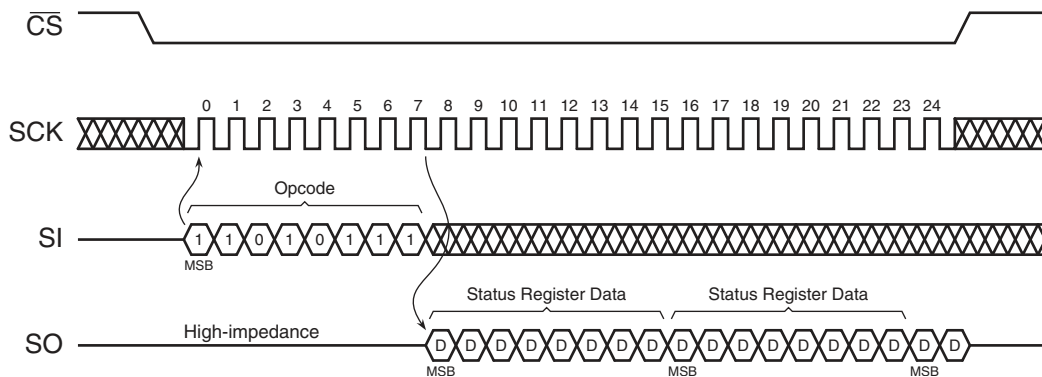 CS
0 1 2 3 4 5 6 7 8 9 10 11 12 13 14 15 16 17 18 19 20 21 22 23 24
SCK
Opcode
SI 1 1 0 1 0 1 1 1
MSB
Status Register Data Status Register Data
High-impedance
SO D D D D D D D D D D D D D D D D D D
MSB MSB MSB